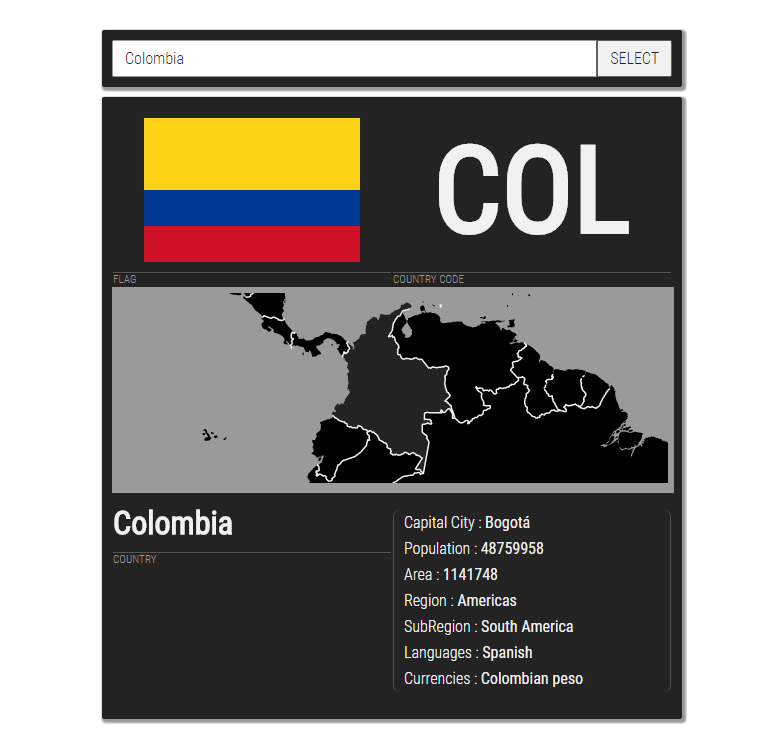 Colombia
SELECT
COL
FLAG
COUNTRY CODE
Colombia
COUNTRY
Capital City : Bogotá
Population : 48759958
Area : 1141748
Region : Americas
SubRegion : South America
Languages : Spanish
Currencies : Colombian peso